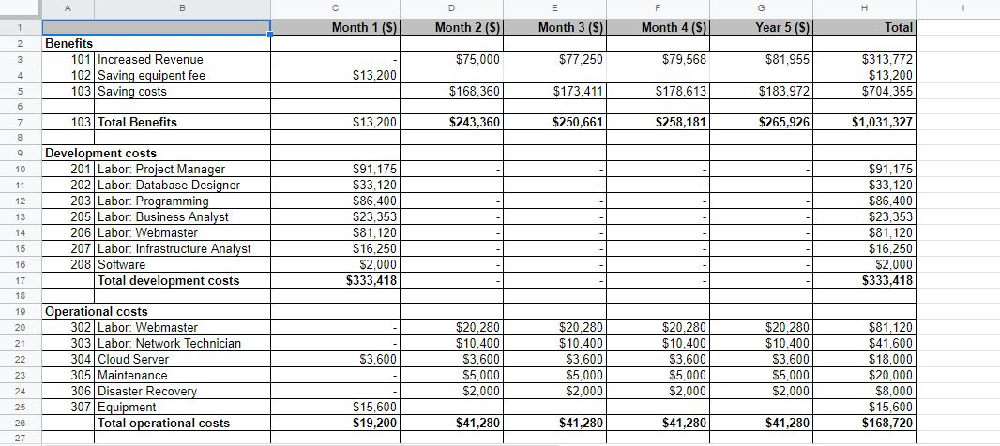 A B C D E F G H I
1 Month 1 ($) Month 2 ($) Month 3 ($) Month 4 ($) Year 5 ($) Total
2 Benefits
3 101 Increased Revenue - $75,000 $77,250 $79,568 $81,955 $313,772
4 102 Saving equipent fee $13,200 $13,200
5 103 Saving costs $168,360 $173,411 $178,613 $183,972 $704,355
6
7 103 Total Benefits $13,200 $243,360 $250,661 $258,181 $265,926 $1,031,327
8
9 Development costs
10 201 Labor: Project Manager $91,175 - - - - $91,175
11 202 Labor: Database Designer $33,120 - - - - $33,120
12 203 Labor: Programming $86,400 - - - - $86,400
13 205 Labor: Business Analyst $23,353 - - - - $23,353
14 206 Labor: Webmaster $81,120 - - - - $81,120
15 207 Labor: Infrastructure Analyst $16,250 - - - - $16,250
16 208 Software $2,000 - - - - $2,000
17 Total development costs $333,418 - - - - $333,418
18
19 Operational costs
20 302 Labor: Webmaster - $20,280 $20,280 $20,280 $20,280 $81,120
21 303 Labor: Network Technician - $10,400 $10,400 $10,400 $10,400 $41,600
22 304 Cloud Server $3,600 $3,600 $3,600 $3,600 $3,600 $18,000
23 305 Maintenance - $5,000 $5,000 $5,000 $5,000 $20,000
24 306 Disaster Recovery - $2,000 $2,000 $2,000 $2,000 $8,000
25 307 Equipment $15,600 $15,600
26 Total operational costs $19,200 $41,280 $41,280 $41,280 $41,280 $168,720
27